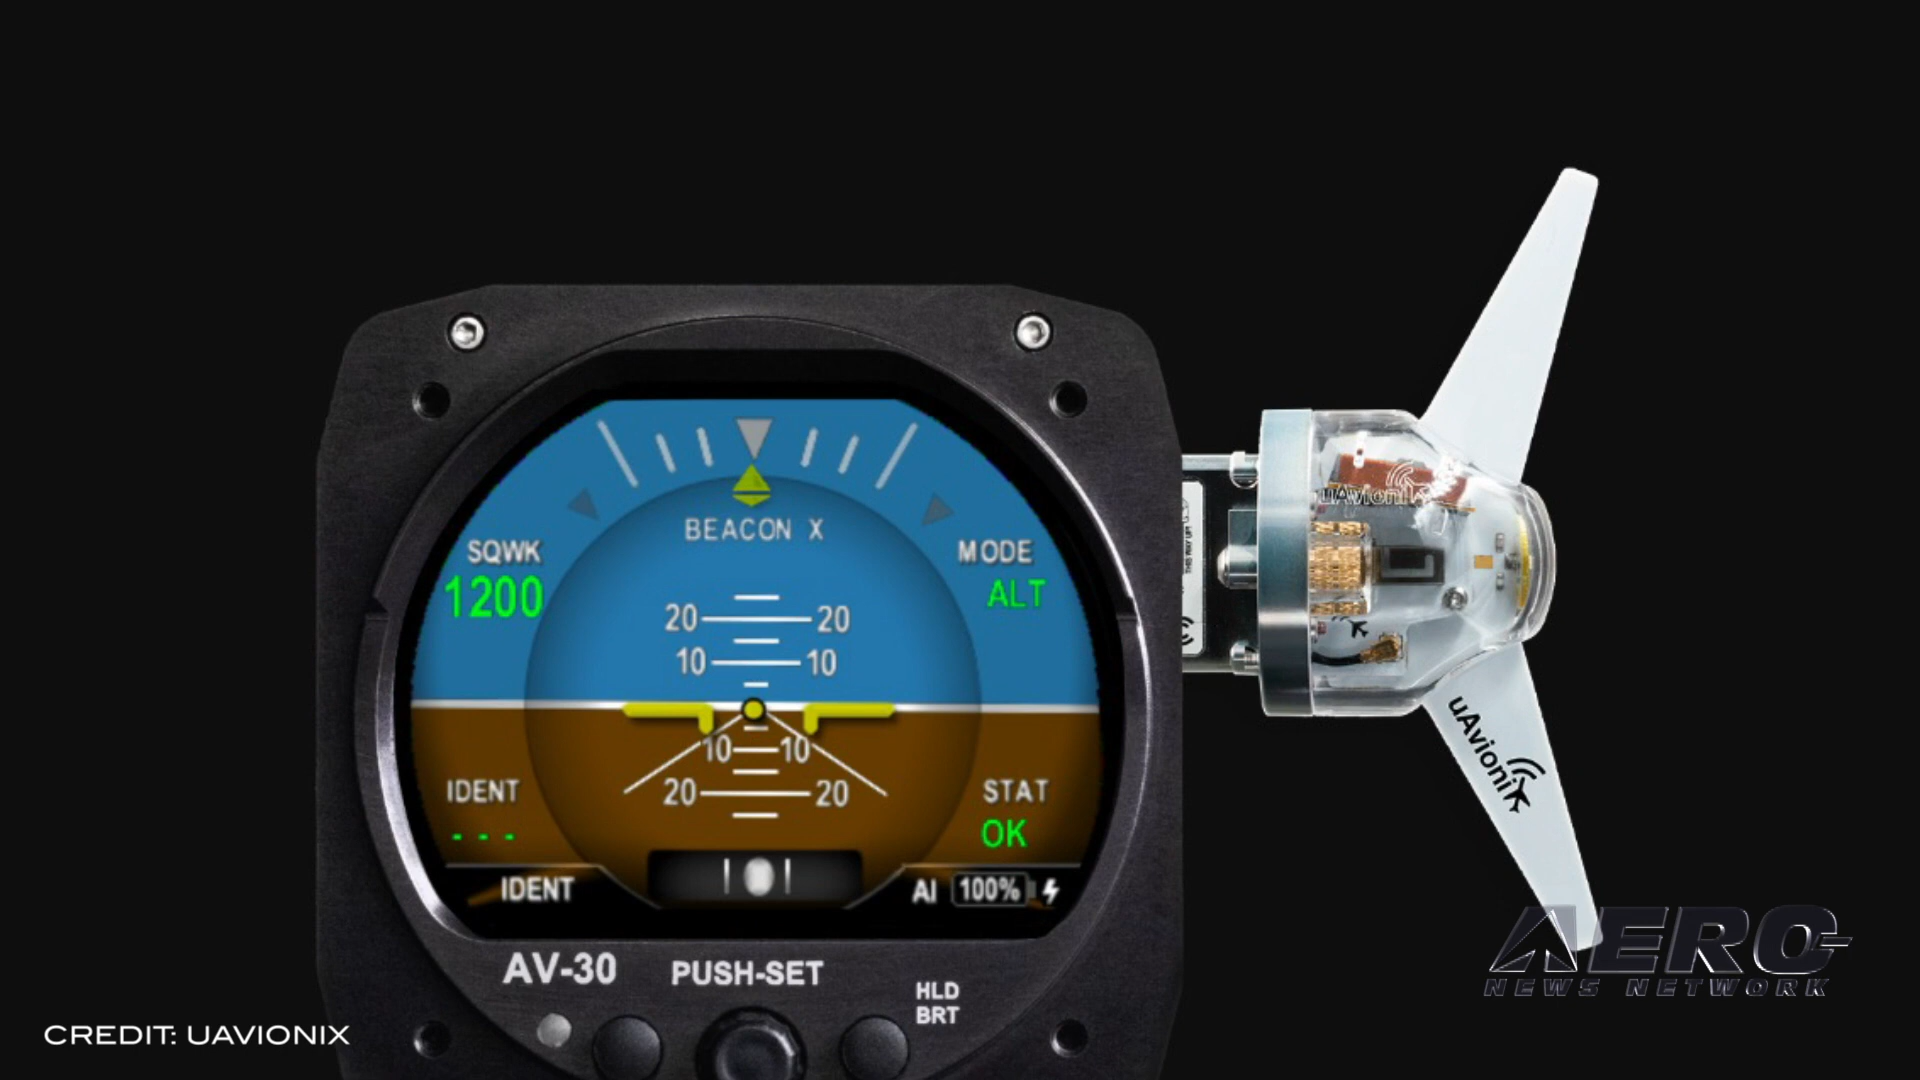 BEACON X
SQWK
1200
MODE
ALT
20 20
10 10
10 10
20 20
IDENT
- - -
STAT
OK
IDENT
AI 100%
AV-30
PUSH-SET
HLD
BRT
uAvionix
uAvionix
AERO-
NEWS NETWORK
CREDIT: UAVIONIX